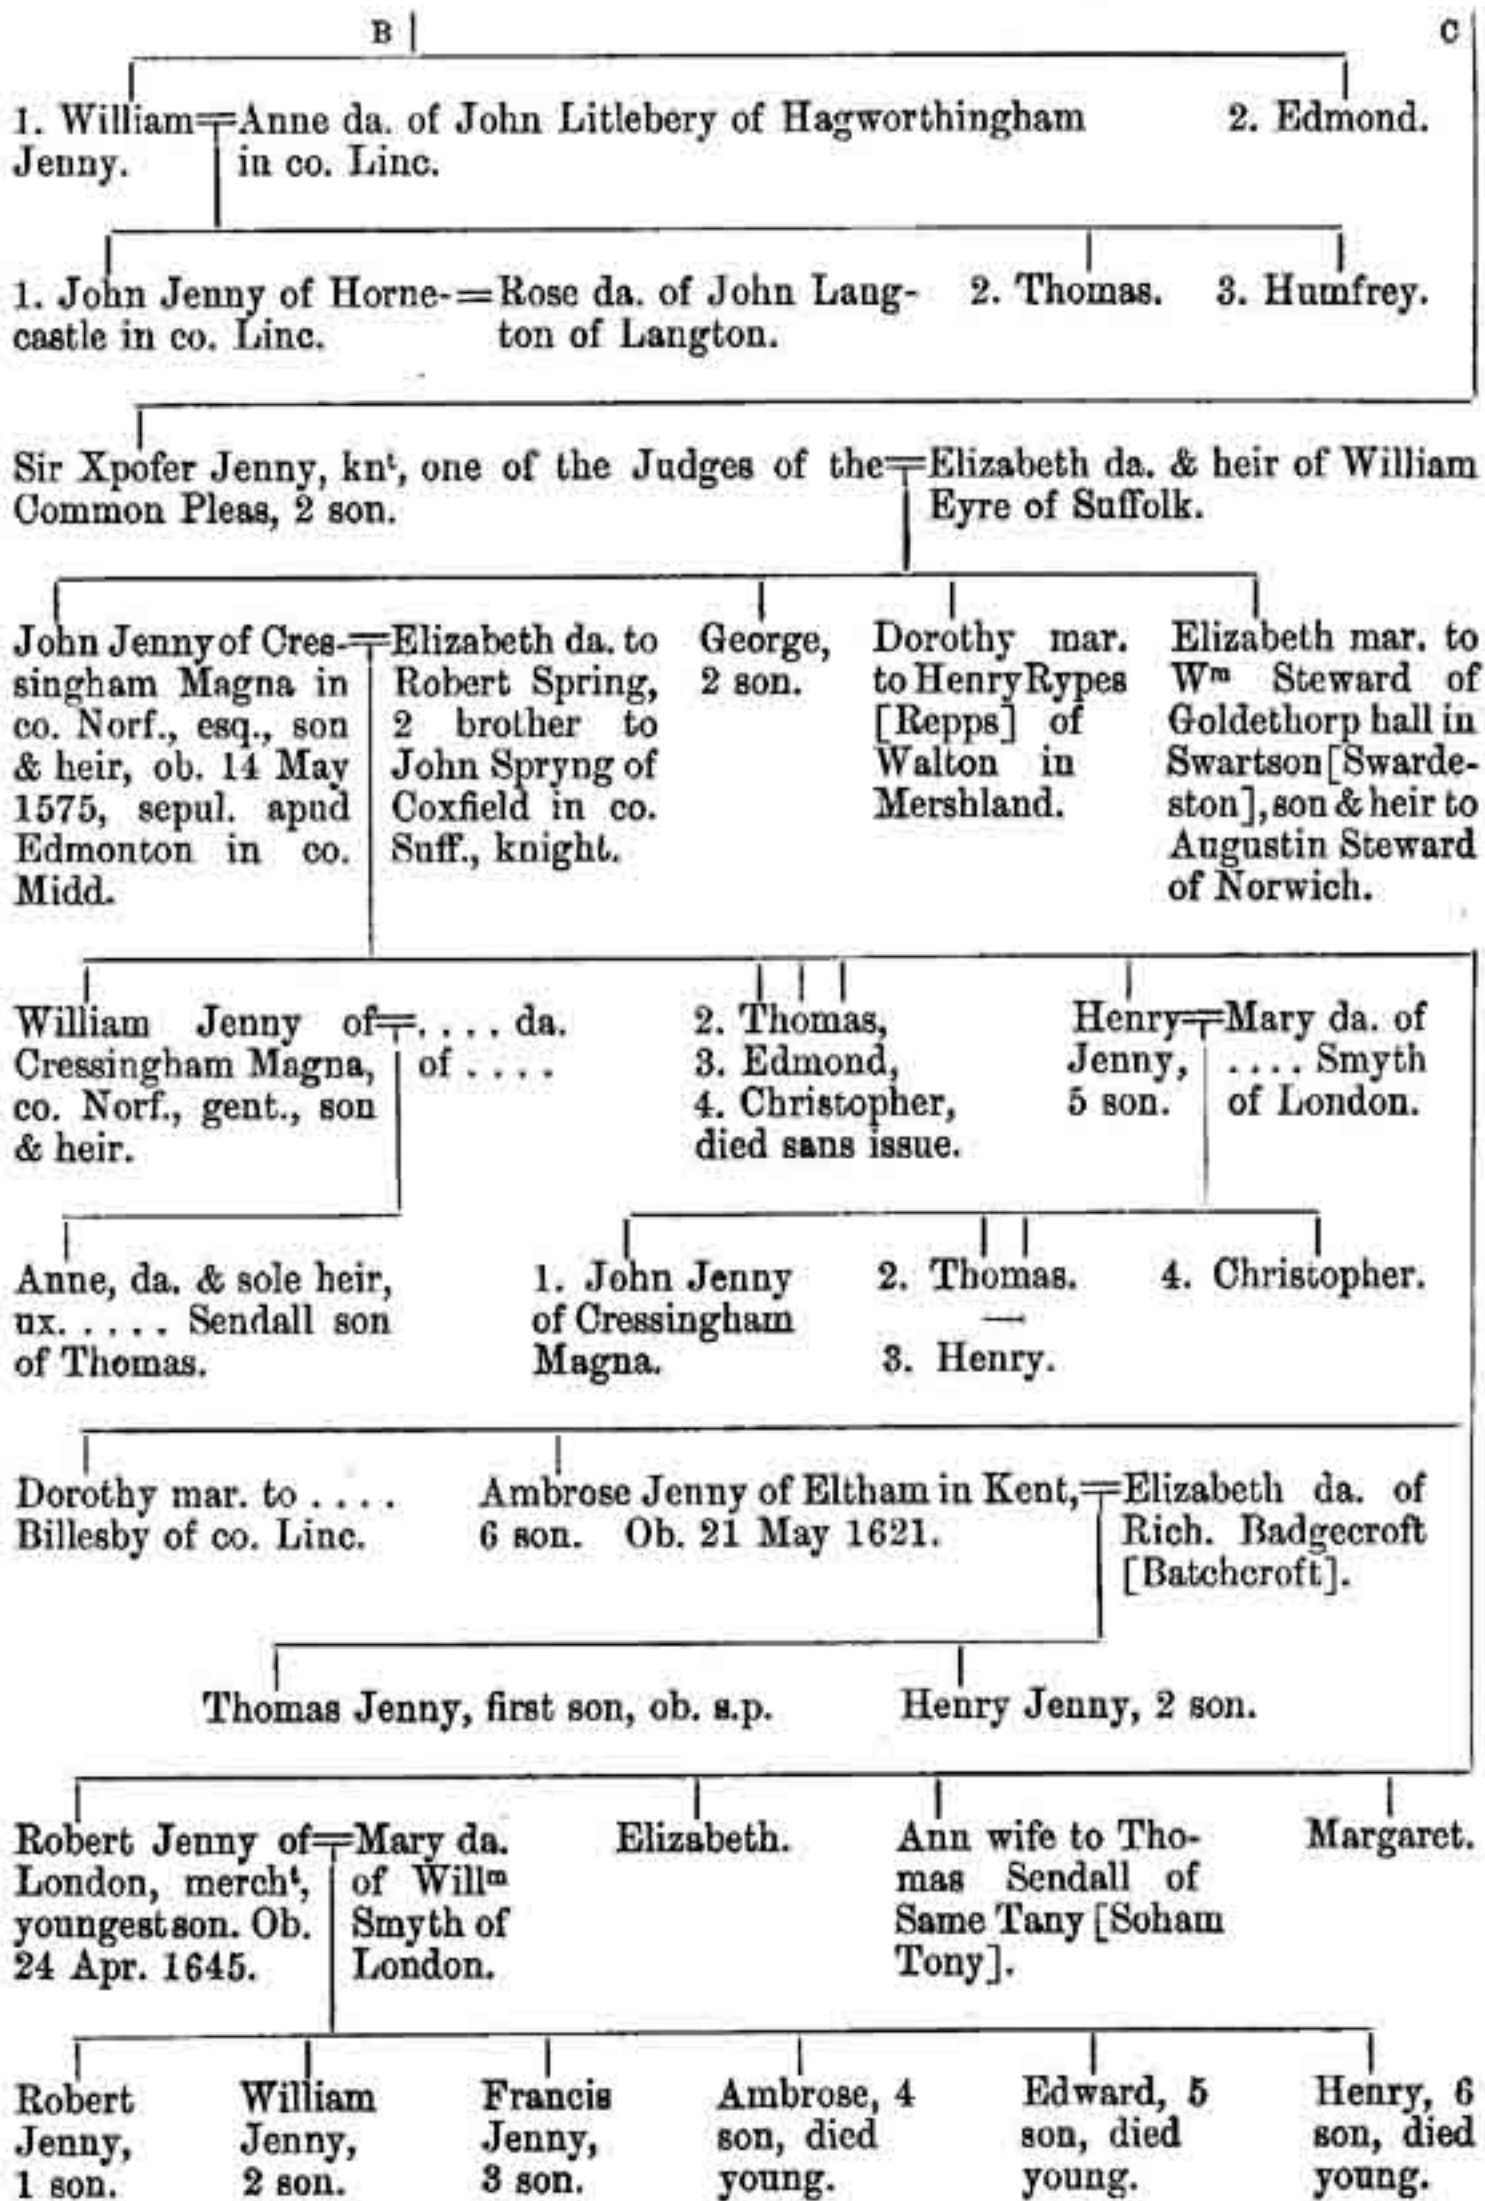 B
C
1. William Jenny.
Anne da. of John Litlebery of Hagworthingham
in co. Linc.
2. Edmond.
1. John Jenny of Horne-
castle in co. Linc.
Rose da. of John Lang-
ton of Langton.
2. Thomas.
3. Humfrey.
Sir Xpofer Jenny, knᵗ, one of the Judges of the
Common Pleas, 2 son.
Elizabeth da. & heir of William
Eyre of Suffolk.
John Jenny of Cres-
singham Magna in
co. Norf., esq., son
& heir, ob. 14 May
1575, sepul. apud
Edmonton in co.
Midd.
Elizabeth da. to
Robert Spring,
2 brother to
John Spryng of
Coxfield in co.
Suff., knight.
George,
2 son.
Dorothy mar.
to Henry Rypes
[Repps] of
Walton in
Mershland.
Elizabeth mar. to
Wᵐ Steward of
Goldethorp hall in
Swartson [Swarde-
ston], son & heir to
Augustin Steward
of Norwich.
William Jenny of
Cressingham Magna,
co. Norf., gent., son
& heir.
. . . . da.
of . . . .
2. Thomas,
3. Edmond,
4. Christopher,
died sans issue.
Henry
Jenny,
5 son.
Mary da. of
. . . . Smyth
of London.
Anne, da. & sole heir,
ux. . . . . Sendall son
of Thomas.
1. John Jenny
of Cressingham
Magna.
2. Thomas.
—
3. Henry.
4. Christopher.
Dorothy mar. to . . . .
Billesby of co. Linc.
Ambrose Jenny of Eltham in Kent,
6 son. Ob. 21 May 1621.
Elizabeth da. of
Rich. Badgecroft
[Batchcroft].
Thomas Jenny, first son, ob. s.p.
Henry Jenny, 2 son.
Robert Jenny of
London, merchᵗ,
youngest son. Ob.
24 Apr. 1645.
Mary da.
of Willᵐ
Smyth of
London.
Elizabeth.
Ann wife to Tho-
mas Sendall of
Same Tany [Soham
Tony].
Margaret.
Robert
Jenny,
1 son.
William
Jenny,
2 son.
Francis
Jenny,
3 son.
Ambrose, 4
son, died
young.
Edward, 5
son, died
young.
Henry, 6
son, died
young.